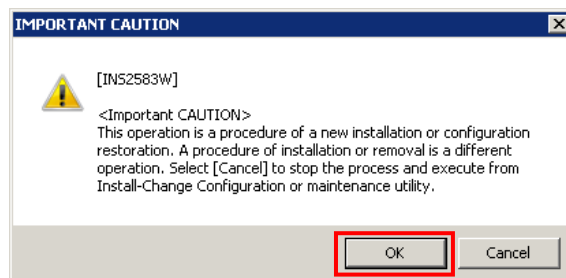 IMPORTANT CAUTION
[INS2583W]
<Important CAUTION>
This operation is a procedure of a new installation or configuration
restoration. A procedure of installation or removal is a different
operation. Select [Cancel] to stop the process and execute from
Install-Change Configuration or maintenance utility.
OK
Cancel